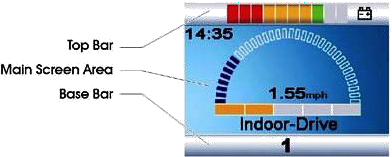 Top Bar
14:35
Main Screen Area
1.55mph
Base Bar
Indoor-Drive
1